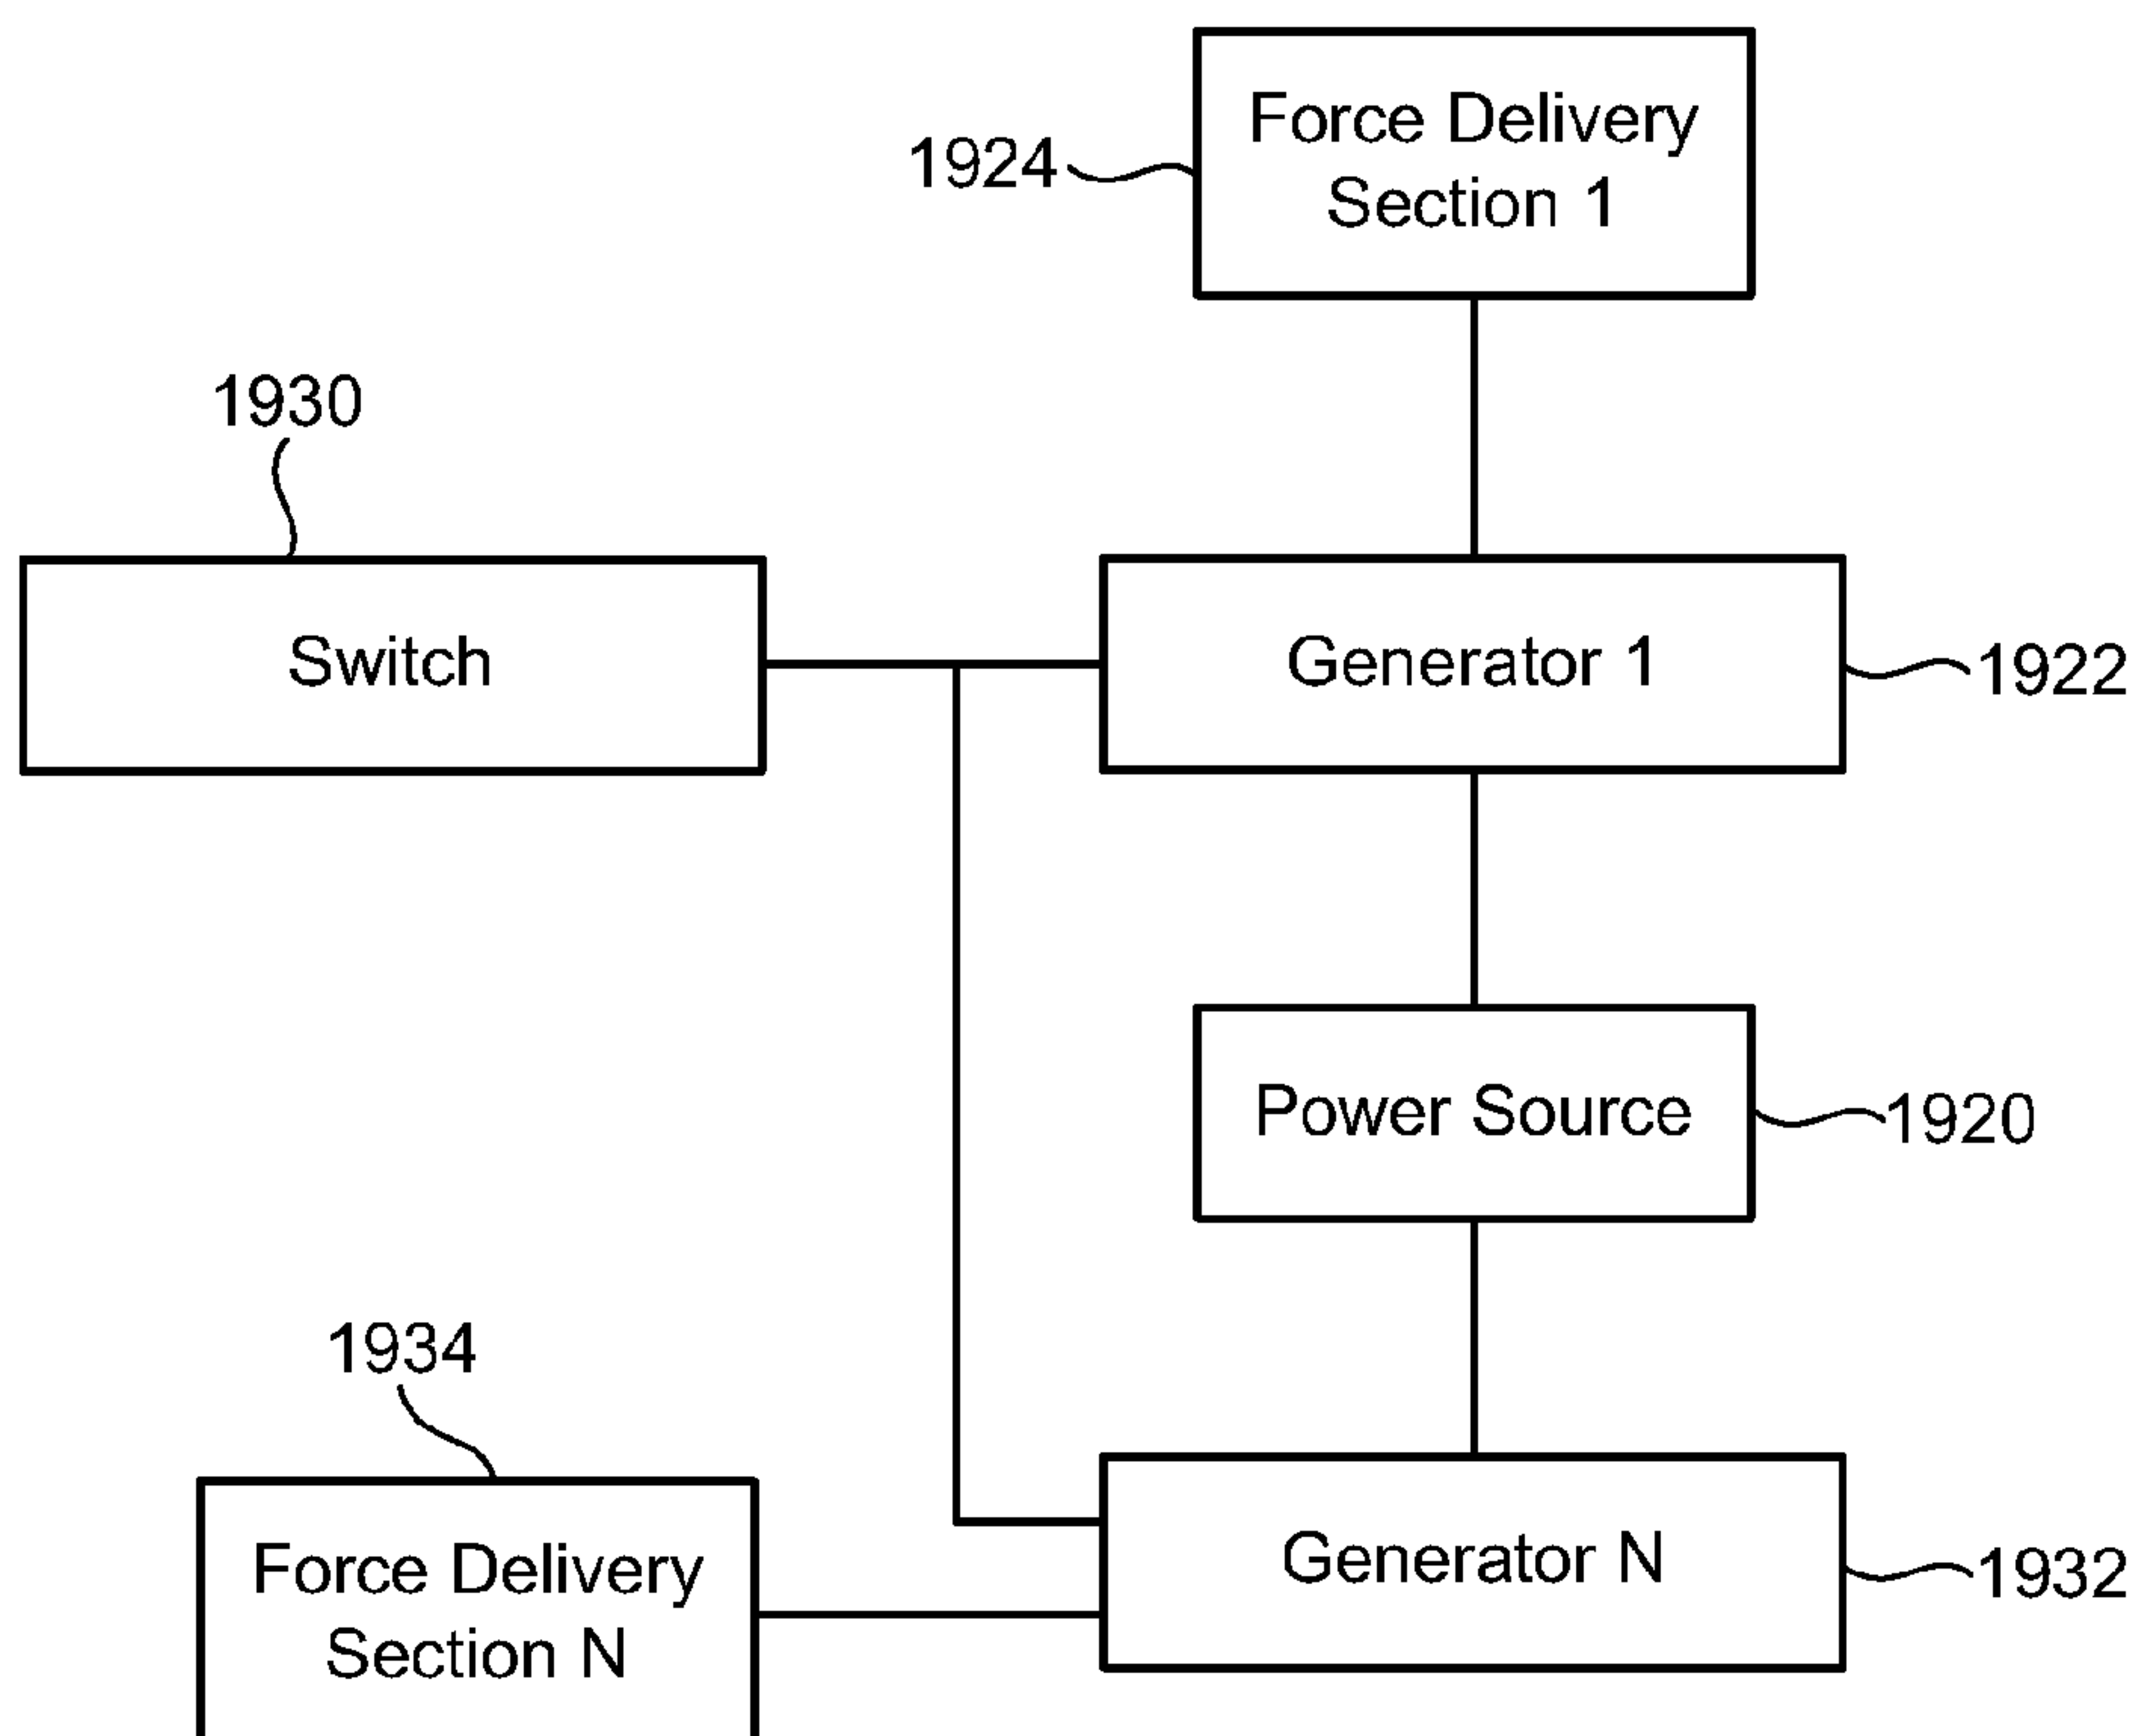 Force Delivery
Section 1
1924
1930
Switch
Generator 1
1922
Power Source
1920
1934
Force Delivery
Section N
Generator N
1932